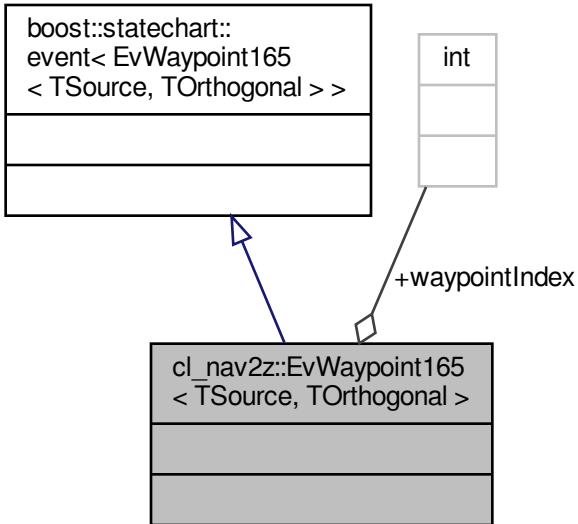 boost::statechart::
event< EvWaypoint165
< TSource, TOrthogonal > >
int
+waypointIndex
cl_nav2z::EvWaypoint165
< TSource, TOrthogonal >